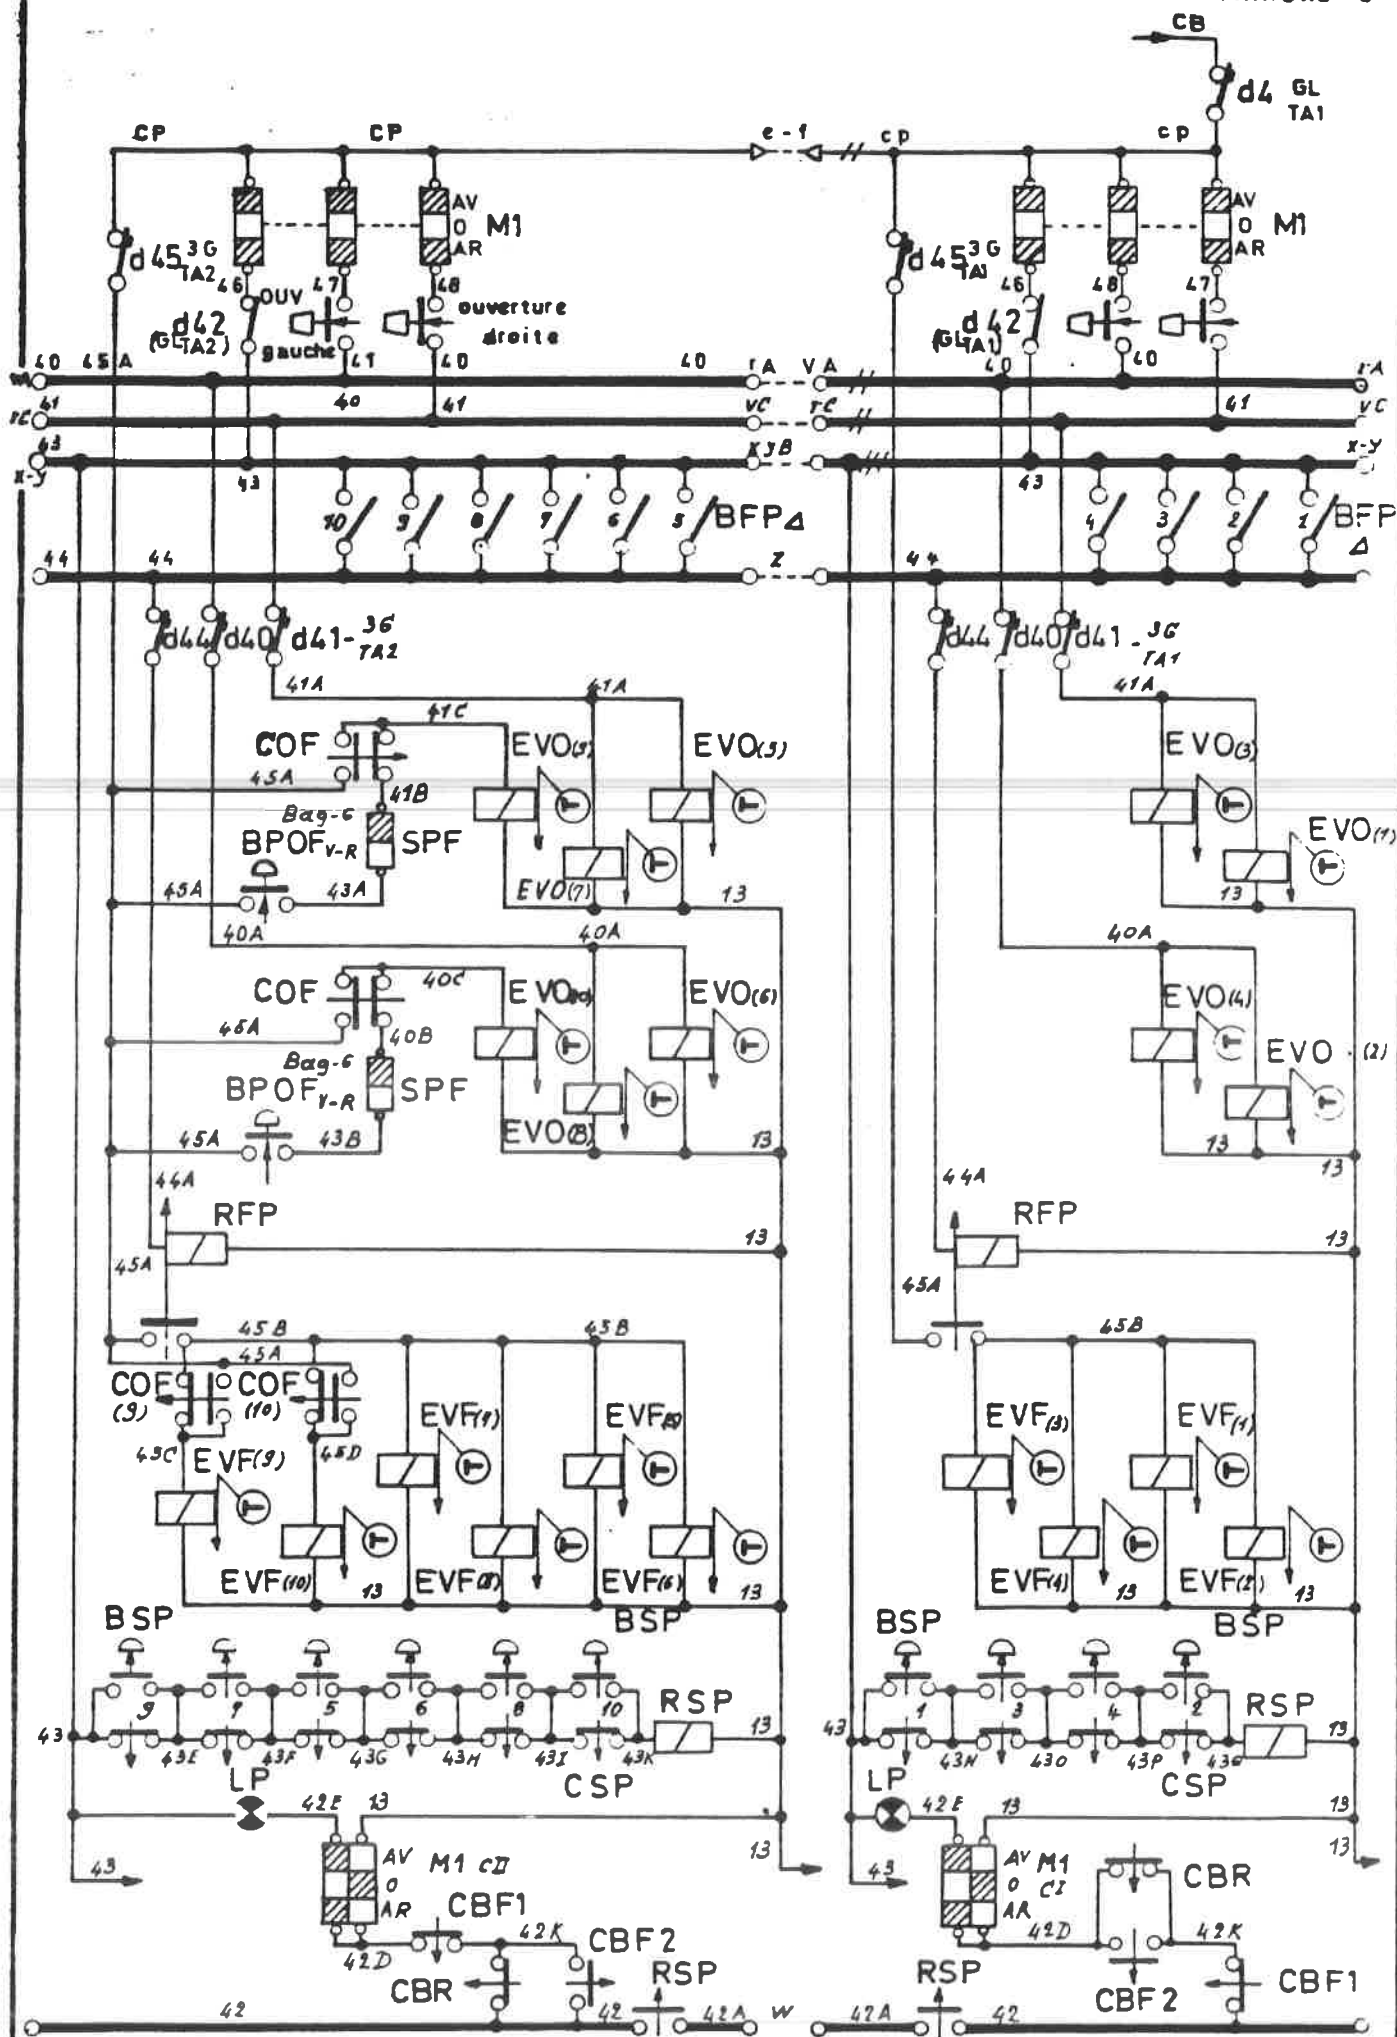 CB
d4 GL TA1
CP CP e-1 cp cp
AV
O M1
AR
AV
O M1
AR
d45 3G TA2
46 47 48
OUV
ouverture
droite
d42
(GL TA2)
gauche
d45 3G TA1
46 48 47
d42
(GL TA1)
40 45A 41 40 40 rA VA 40 40 rA
41 40 41 vC rC 41 vC
43 43 xyB 43 x-y
x-y
10 9 8 7 6 5 BFP Δ 4 3 2 1 BFP Δ
44 44 Z 44
d44 d40 d41-3G TA2
d44 d40 d41-3G TA1
41A 41A 41A
41C
COF EVO(9) EVO(5) EVO(3)
45A 41B
Bag-6
BPOF V-R SPF EVO(1)
45A 43A EVO(7) 13 13
40A 40A 40A
COF 40C EVO(10) EVO(6) EVO(4)
45A 40B
Bag-6 EVO (2)
BPOF V-R SPF
45A 43B EVO(8) 13 13 13
44A 44A
RFP RFP
13 13
45A 45A
45B 43B 45B
45A
COF (9) COF (10)
EVF(7) EVF(3) EVF(1)
43C EVF(9) 45D
EVF(10) 13 EVF(8) EVF(6) 13 EVF(4) 13 EVF(2) 13
BSP BSP BSP BSP
9 7 5 6 8 10 RSP 1 3 4 2 RSP
43 43E 43F 43G 43H 43I 43K 13 43 43N 43O 43P 43Q 13
CSP CSP
LP 42E 13 LP 42E 13 13
AV M1 CII
O
AR
AV M1
O CI
AR
43 13 43 13
CBF1 CBR
42D 42K CBF2 42D 42K
CBR RSP RSP CBF2 CBF1
42 42 42A W 42A 42